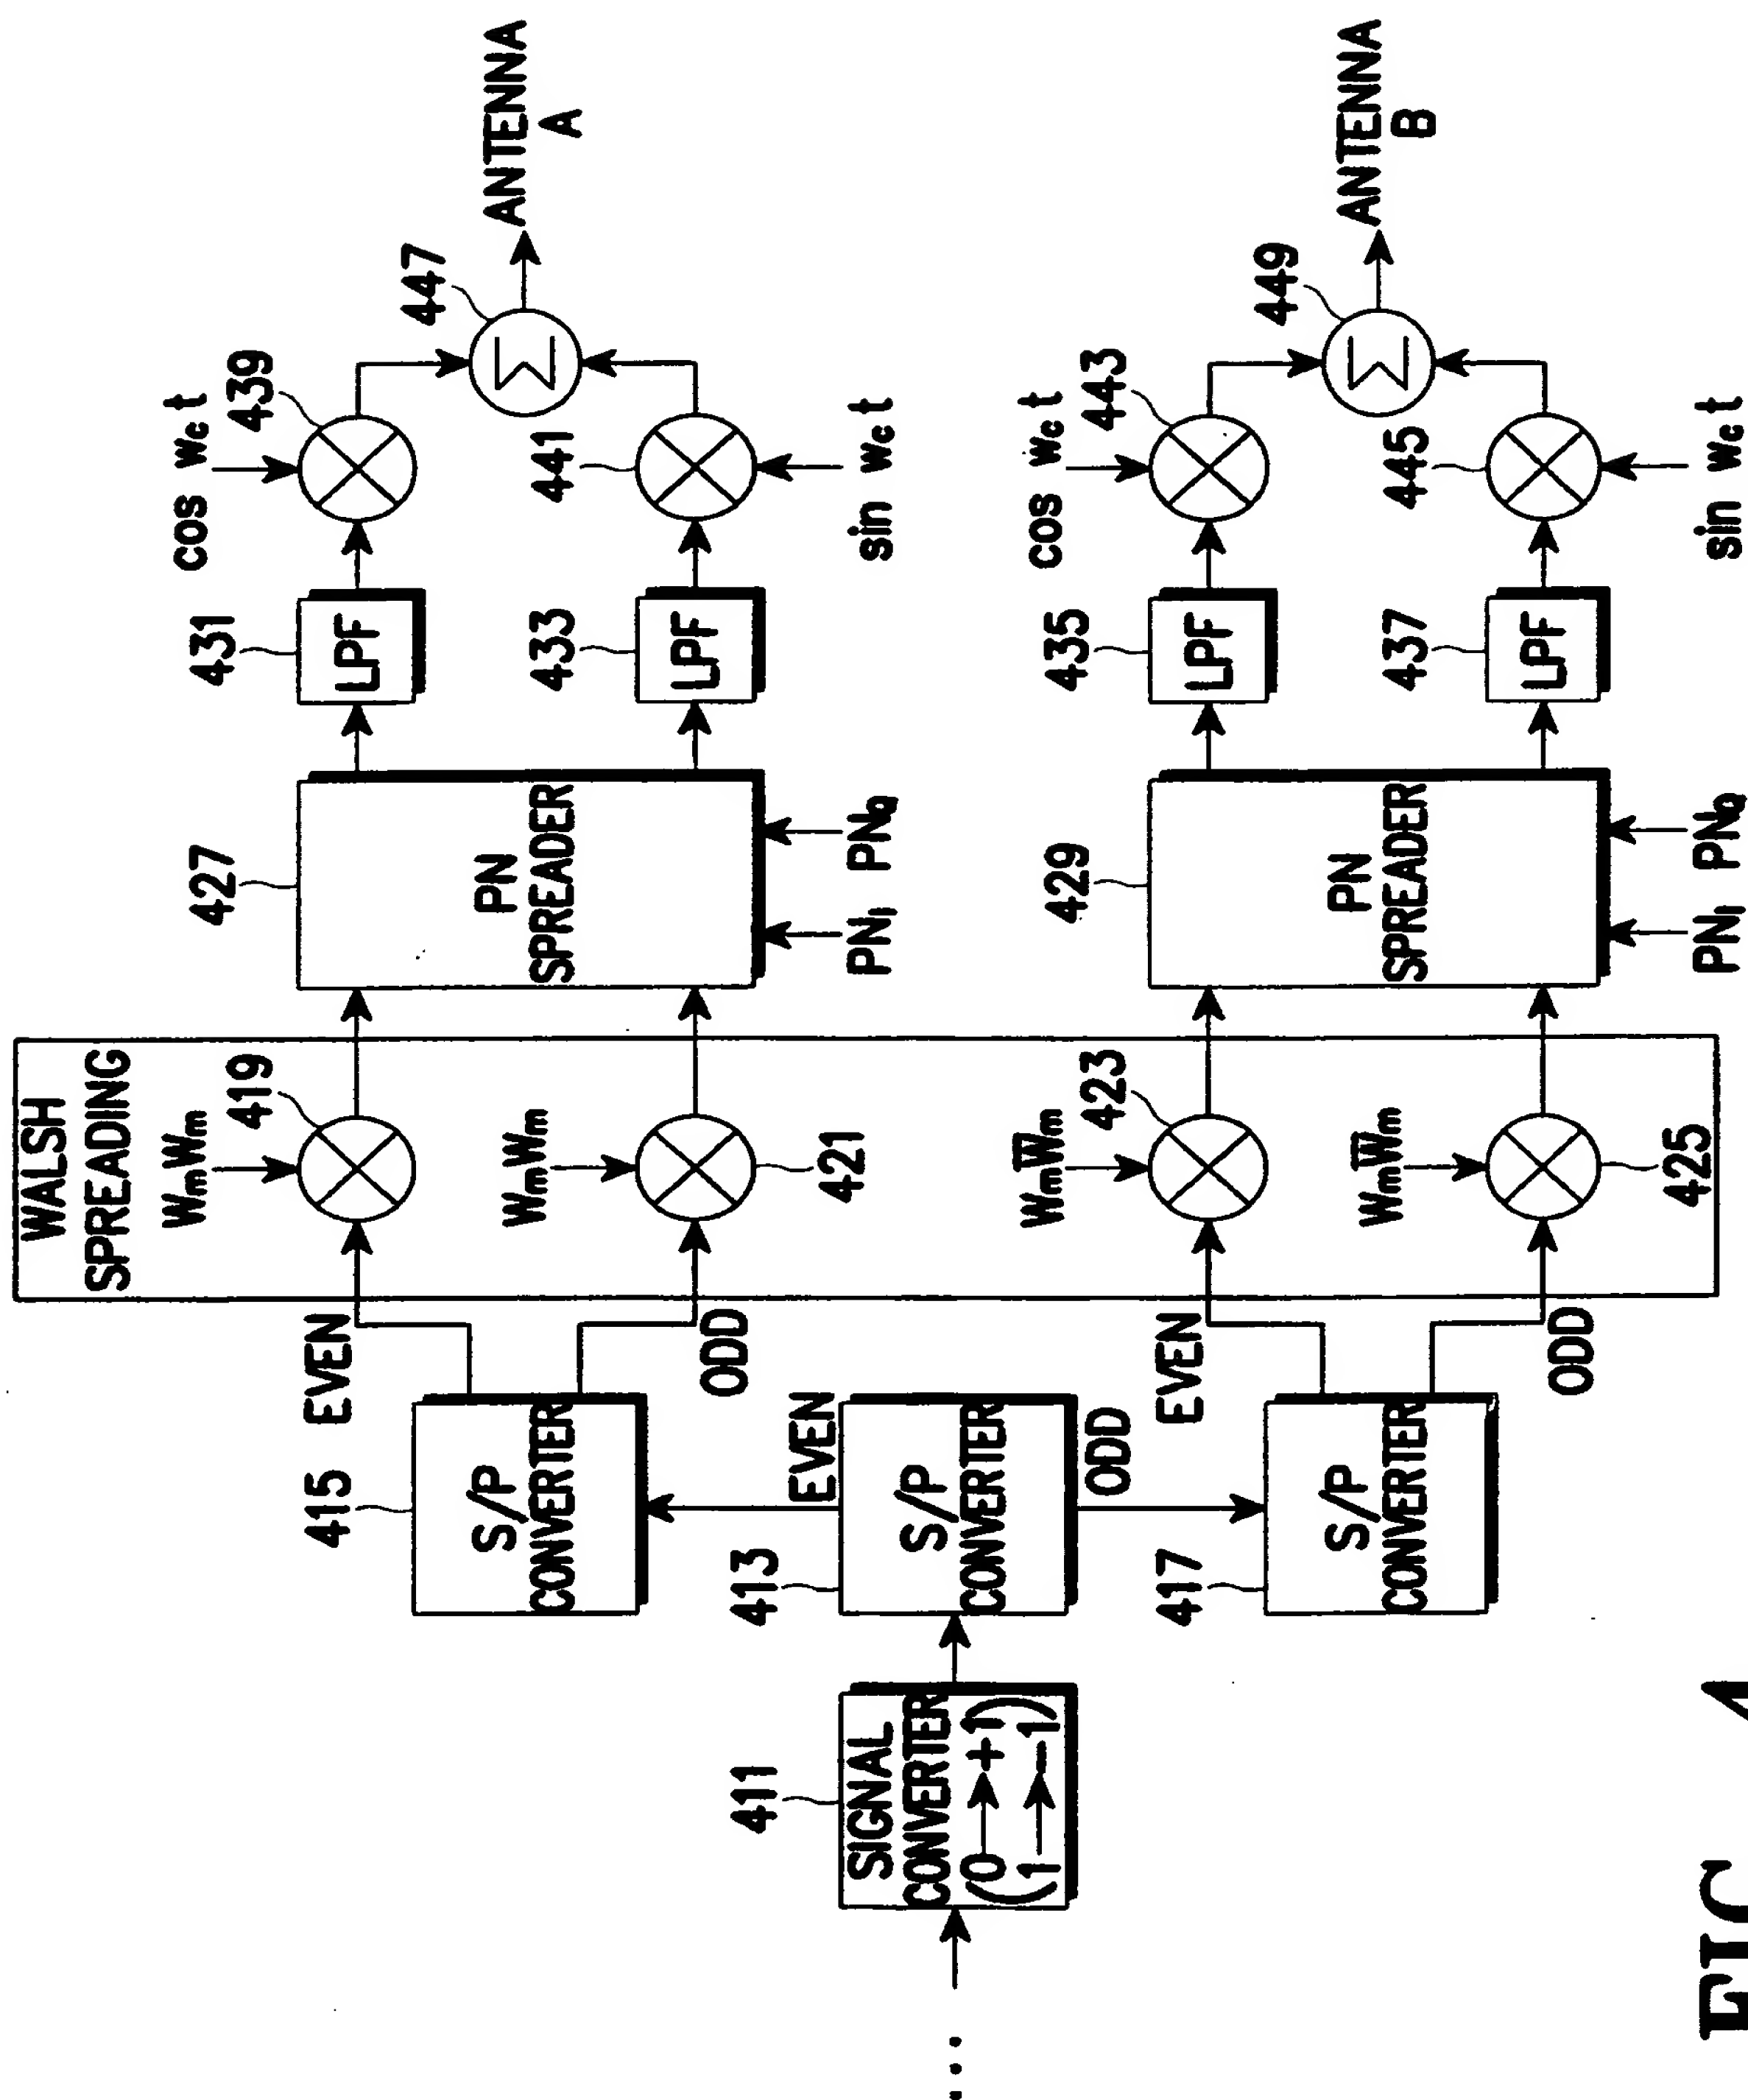 WALSH
SPREADING
WmWm
419
WmWm
421
WmW̅m
423
WmW̅m
425
...
411
SIGNAL
CONVERTER
(0→+1)
(1→-1)
413
S/P
CONVERTER
EVEN
ODD
415
S/P
CONVERTER
EVEN
ODD
417
S/P
CONVERTER
EVEN
ODD
427
PN
SPREADER
PNI PNQ
429
PN
SPREADER
PNI PNQ
431
LPF
433
LPF
435
LPF
437
LPF
cos wc t
439
441
sin wc t
cos wc t
443
445
sin wc t
447
Σ
ANTENNA
A
449
Σ
ANTENNA
B
FIG. 4